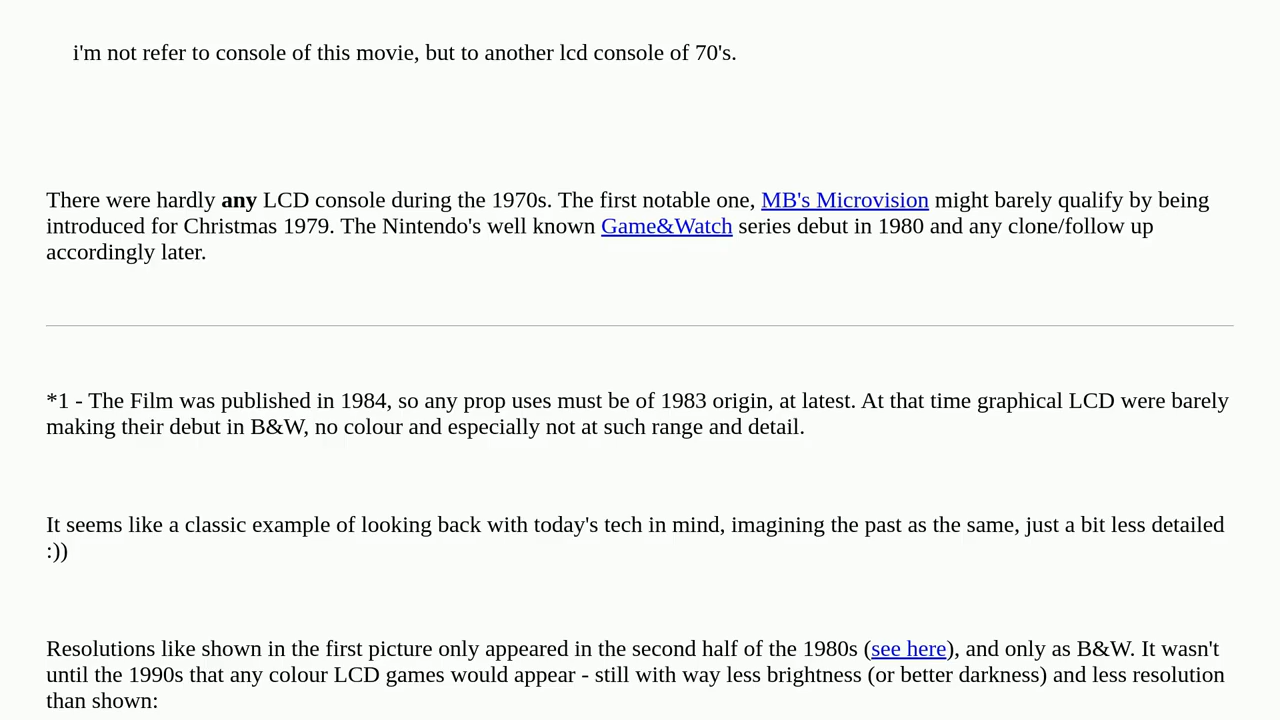 i'm not refer to console of this movie, but to another lcd console of 70's.
There were hardly any LCD console during the 1970s. The first notable one, MB's Microvision might barely qualify by being
introduced for Christmas 1979. The Nintendo's well known Game&Watch series debut in 1980 and any clone/follow up
accordingly later.
*1 - The Film was published in 1984, so any prop uses must be of 1983 origin, at latest. At that time graphical LCD were barely
making their debut in B&W, no colour and especially not at such range and detail.
It seems like a classic example of looking back with today's tech in mind, imagining the past as the same, just a bit less detailed
:))
Resolutions like shown in the first picture only appeared in the second half of the 1980s (see here), and only as B&W. It wasn't
until the 1990s that any colour LCD games would appear - still with way less brightness (or better darkness) and less resolution
than shown: